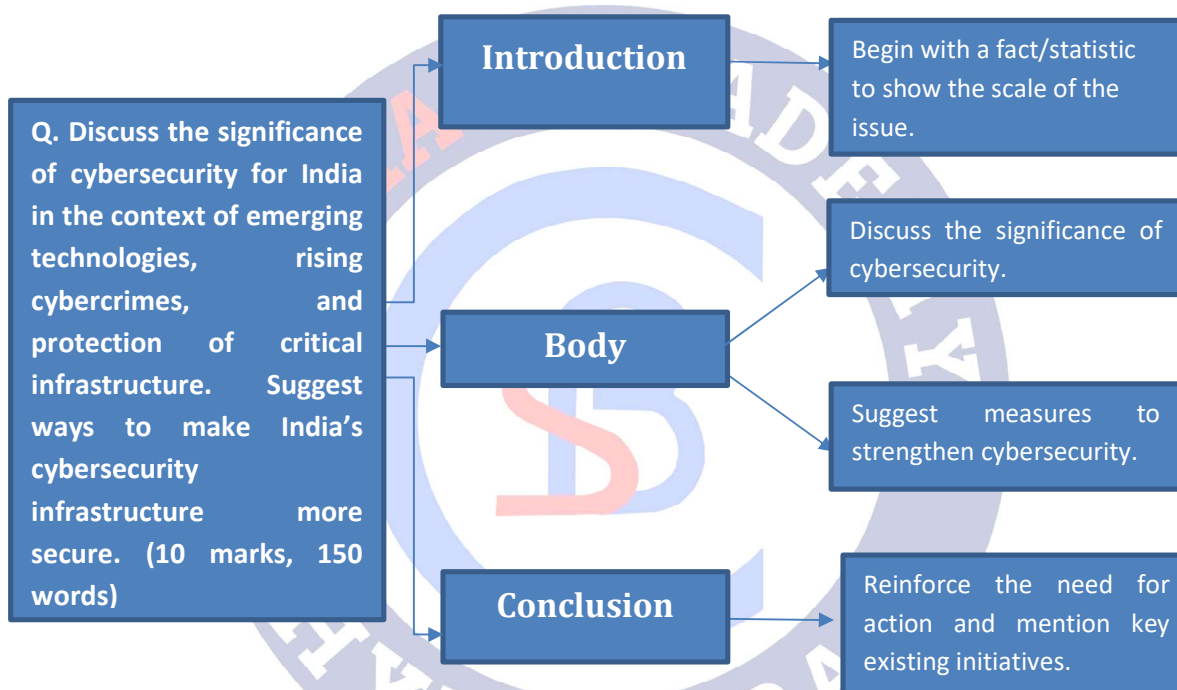 Q. Discuss the significance
of cybersecurity for India
in the context of emerging
technologies, rising
cybercrimes, and
protection of critical
infrastructure. Suggest
ways to make India’s
cybersecurity
infrastructure more
secure. (10 marks, 150
words)
Introduction
Begin with a fact/statistic
to show the scale of the
issue.
Body
Discuss the significance of
cybersecurity.
Suggest measures to
strengthen cybersecurity.
Conclusion
Reinforce the need for
action and mention key
existing initiatives.